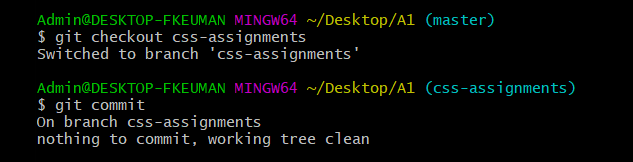 Admin@DESKTOP-FKEUMAN MINGW64 ~/Desktop/A1 (master)
$ git checkout css-assignments
Switched to branch 'css-assignments'
Admin@DESKTOP-FKEUMAN MINGW64 ~/Desktop/A1 (css-assignments)
$ git commit
On branch css-assignments
nothing to commit, working tree clean